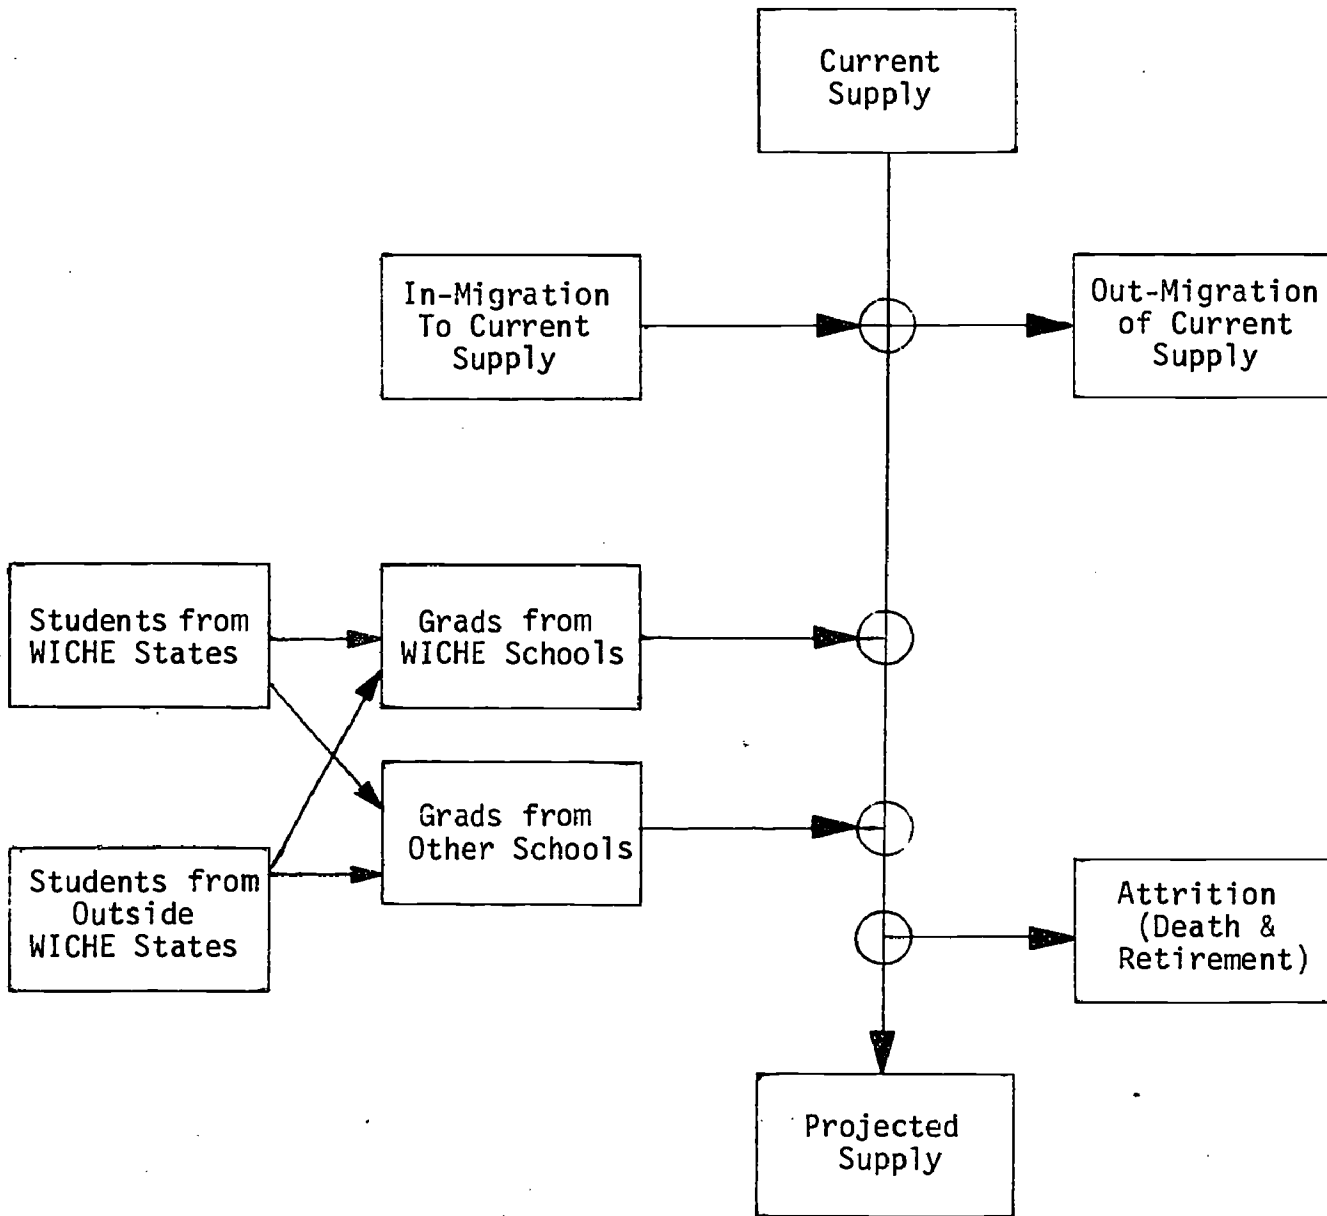 Current
Supply
In-Migration
To Current
Supply
Out-Migration
of Current
Supply
Students from
WICHE States
Grads from
WICHE Schools
Grads from
Other Schools
Students from
Outside
WICHE States
Attrition
(Death &
Retirement)
Projected
Supply